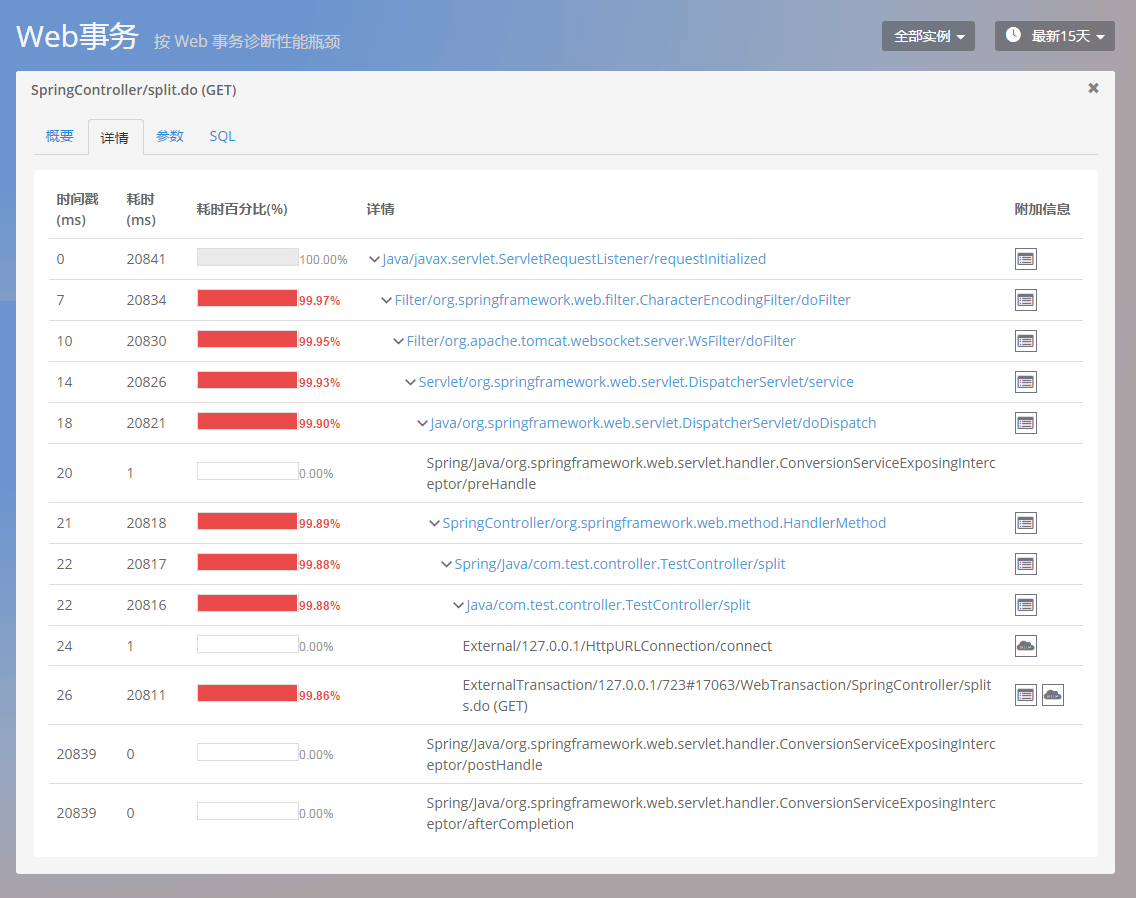 Web事务 按 Web 事务诊断性能瓶颈 全部实例 最新15天
SpringController/split.do (GET) ×
概要 详情 参数 SQL
时间戳(ms) 耗时(ms) 耗时百分比(%) 详情 附加信息
0 20841 100.00% Java/javax.servlet.ServletRequestListener/requestInitialized
7 20834 99.97% Filter/org.springframework.web.filter.CharacterEncodingFilter/doFilter
10 20830 99.95% Filter/org.apache.tomcat.websocket.server.WsFilter/doFilter
14 20826 99.93% Servlet/org.springframework.web.servlet.DispatcherServlet/service
18 20821 99.90% Java/org.springframework.web.servlet.DispatcherServlet/doDispatch
20 1 0.00% Spring/Java/org.springframework.web.servlet.handler.ConversionServiceExposingInterc
eptor/preHandle
21 20818 99.89% SpringController/org.springframework.web.method.HandlerMethod
22 20817 99.88% Spring/Java/com.test.controller.TestController/split
22 20816 99.88% Java/com.test.controller.TestController/split
24 1 0.00% External/127.0.0.1/HttpURLConnection/connect
26 20811 99.86% ExternalTransaction/127.0.0.1/723#17063/WebTransaction/SpringController/split
s.do (GET)
20839 0 0.00% Spring/Java/org.springframework.web.servlet.handler.ConversionServiceExposingInterc
eptor/postHandle
20839 0 0.00% Spring/Java/org.springframework.web.servlet.handler.ConversionServiceExposingInterc
eptor/afterCompletion